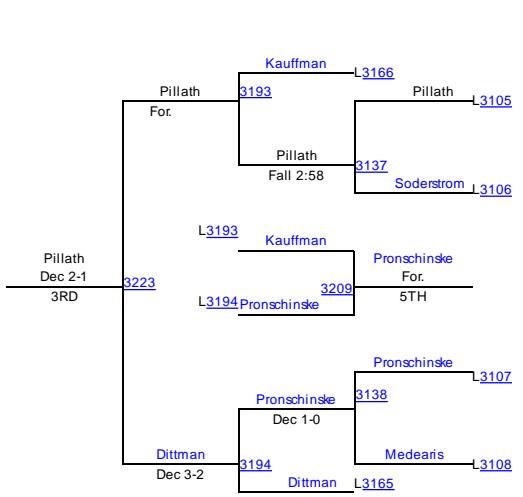 Kauffman
L3166
Pillath
3193
Pillath
L3105
For.
Pillath
3137
Fall 2:58
Soderstrom
L3106
L3193
Kauffman
Pillath
Pronschinske
Dec 2-1
For.
3223
3209
3RD
L3194
Pronschinske
5TH
Pronschinske
L3107
Pronschinske
3138
Dec 1-0
Dittman
Medearis
3194
L3108
Dec 3-2
Dittman
L3165